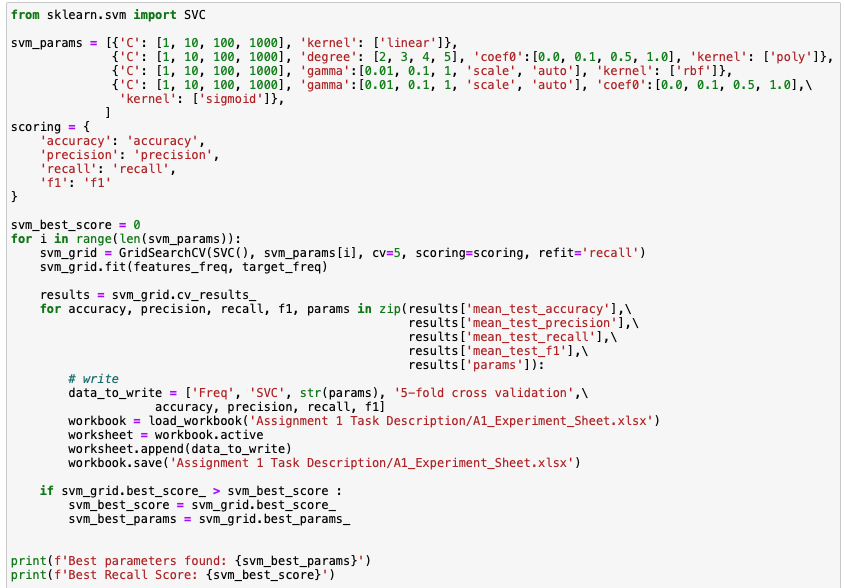 from sklearn.svm import SVC
svm_params = [{'C': [1, 10, 100, 1000], 'kernel': ['linear']},
{'C': [1, 10, 100, 1000], 'degree': [2, 3, 4, 5], 'coef0':[0.0, 0.1, 0.5, 1.0], 'kernel': ['poly']},
{'C': [1, 10, 100, 1000], 'gamma':[0.01, 0.1, 1, 'scale', 'auto'], 'kernel': ['rbf']},
{'C': [1, 10, 100, 1000], 'gamma':[0.01, 0.1, 1, 'scale', 'auto'], 'coef0':[0.0, 0.1, 0.5, 1.0],\
'kernel': ['sigmoid']},
]
scoring = {
'accuracy': 'accuracy',
'precision': 'precision',
'recall': 'recall',
'f1': 'f1'
}
svm_best_score = 0
for i in range(len(svm_params)):
svm_grid = GridSearchCV(SVC(), svm_params[i], cv=5, scoring=scoring, refit='recall')
svm_grid.fit(features_freq, target_freq)
results = svm_grid.cv_results_
for accuracy, precision, recall, f1, params in zip(results['mean_test_accuracy'],\
results['mean_test_precision'],\
results['mean_test_recall'],\
results['mean_test_f1'],\
results['params']):
# write
data_to_write = ['Freq', 'SVC', str(params), '5-fold cross validation',\
accuracy, precision, recall, f1]
workbook = load_workbook('Assignment 1 Task Description/A1_Experiment_Sheet.xlsx')
worksheet = workbook.active
worksheet.append(data_to_write)
workbook.save('Assignment 1 Task Description/A1_Experiment_Sheet.xlsx')
if svm_grid.best_score_ > svm_best_score :
svm_best_score = svm_grid.best_score_
svm_best_params = svm_grid.best_params_
print(f'Best parameters found: {svm_best_params}')
print(f'Best Recall Score: {svm_best_score}')